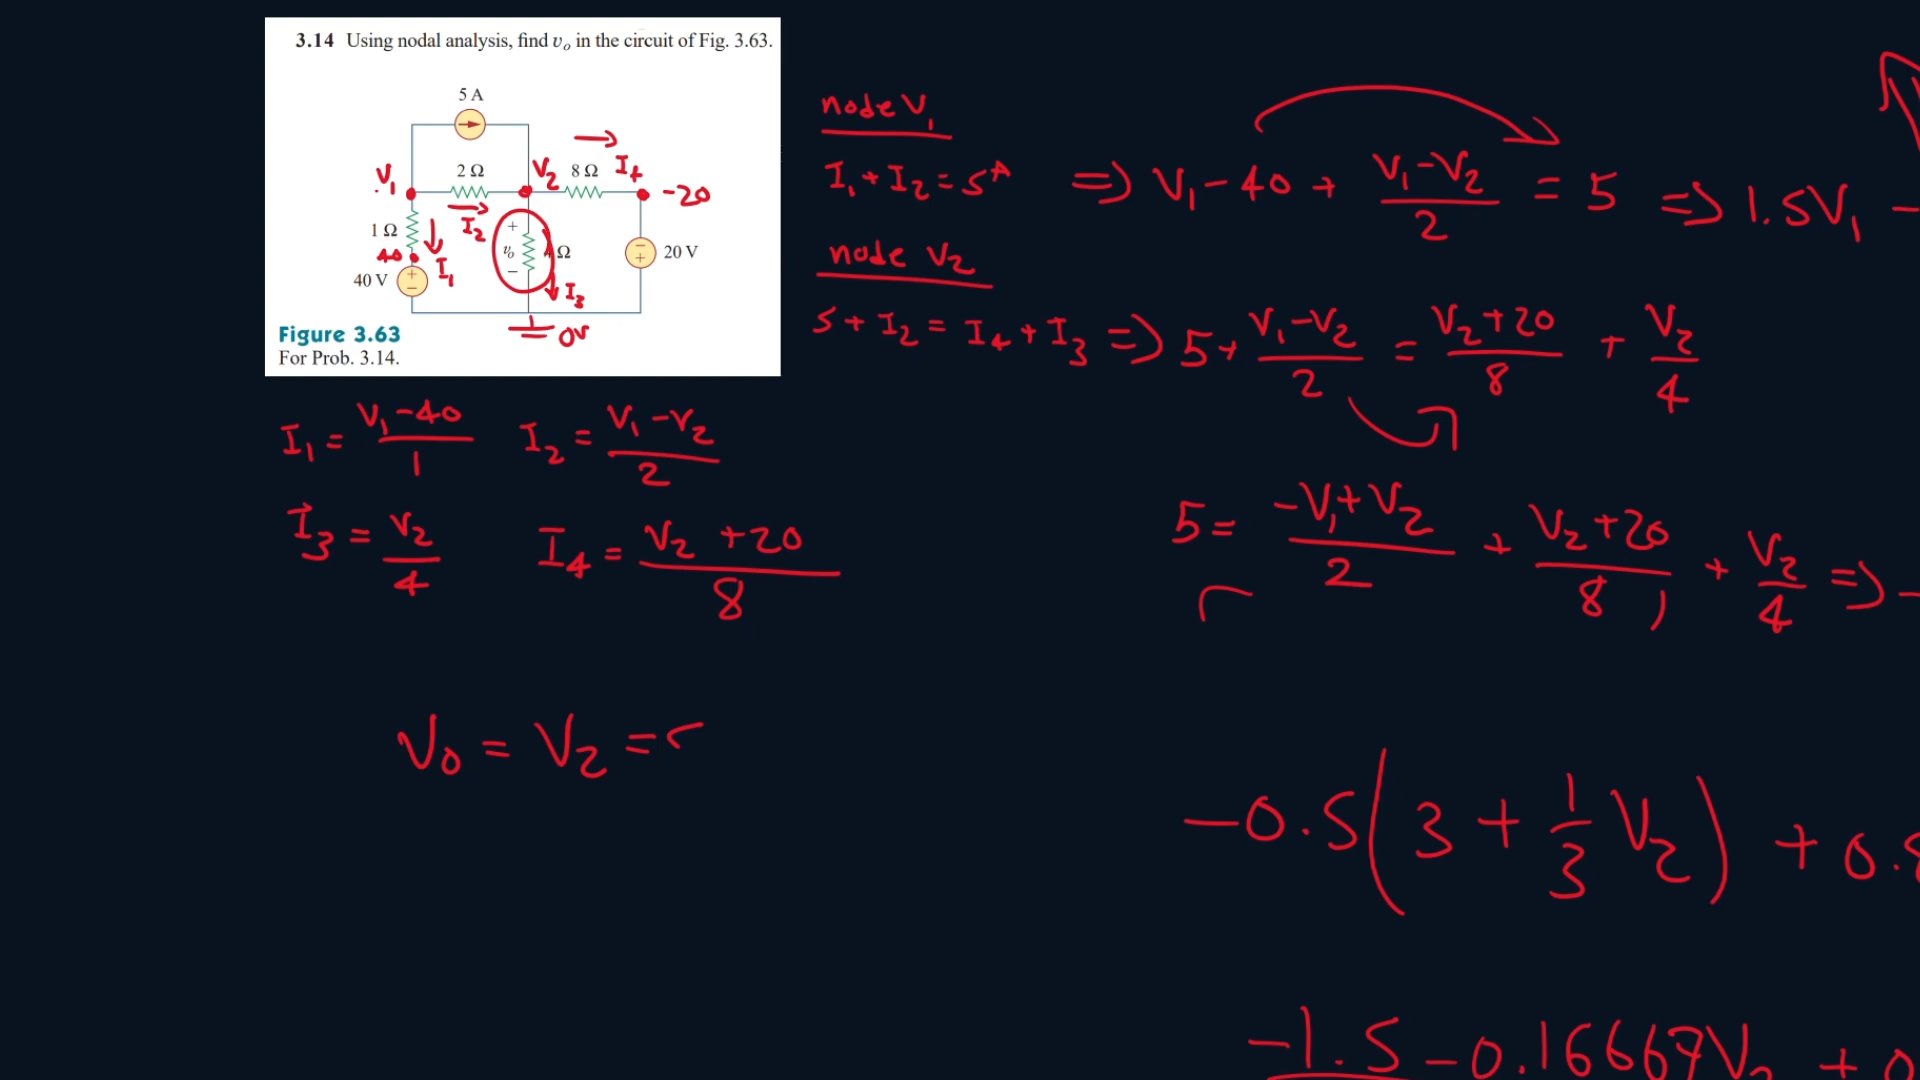 3.14 Using nodal analysis, find vₒ in the circuit of Fig. 3.63.
5 A
V₁ 2 Ω V₂ 8 Ω I₄ -20
1 Ω I₂ + vₒ − Ω
40 I₁
40 V + − − + 20 V
I₃
0V
Figure 3.63
For Prob. 3.14.
I₁ = (V₁-40)/1 I₂ = (V₁-V₂)/2
I₃ = V₂/4 I₄ = (V₂+20)/8
V₀ = V₂ =
node V₁
I₁ + I₂ = 5A => V₁-40 + (V₁-V₂)/2 = 5 => 1.5V₁ -
node V₂
5 + I₂ = I₄ + I₃ => 5 + (V₁-V₂)/2 = (V₂+20)/8 + V₂/4
5 = (-V₁+V₂)/2 + (V₂+20)/8 + V₂/4 => -
-0.5(3 + 1/3 V₂) + 0.8
-1.5 - 0.16667V₂ + 0